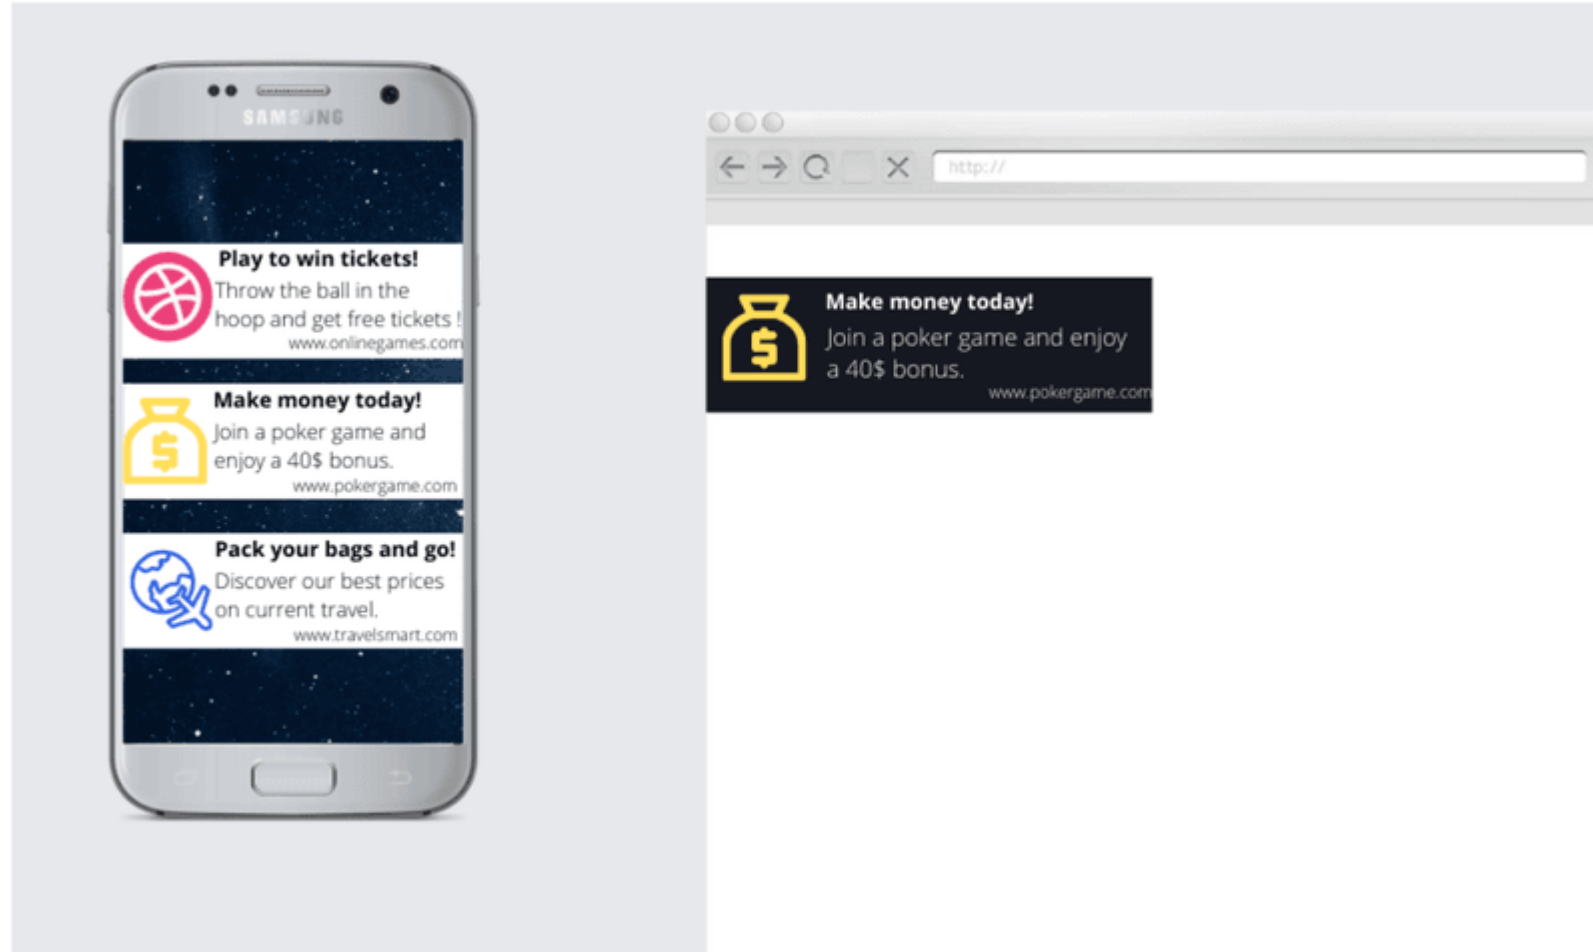 SAMSUNG
Play to win tickets!
Throw the ball in the
hoop and get free tickets !
www.onlinegames.com
Make money today!
Join a poker game and
enjoy a 40$ bonus.
www.pokergame.com
Pack your bags and go!
Discover our best prices
on current travel.
www.travelsmart.com
http://
Make money today!
Join a poker game and enjoy
a 40$ bonus.
www.pokergame.com